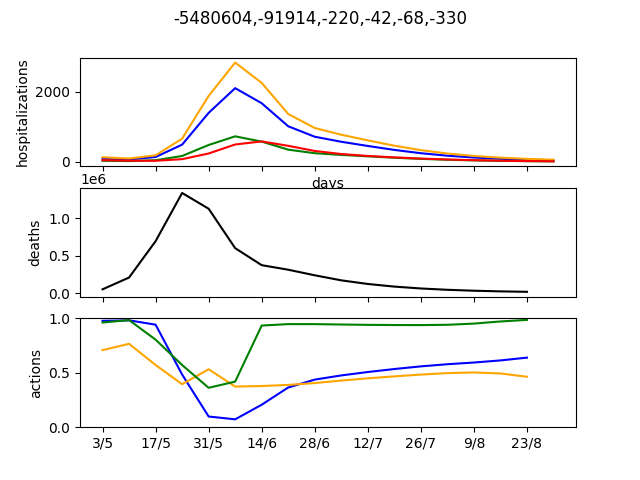 -5480604,-91914,-220,-42,-68,-330
hospitalizations
2000
0
days
1e6
deaths
1.0
0.5
0.0
actions
1.0
0.5
0.0
3/5 17/5 31/5 14/6 28/6 12/7 26/7 9/8 23/8